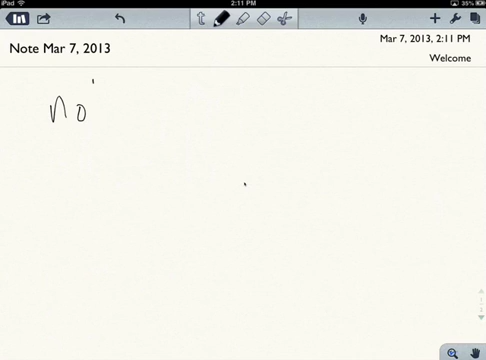 iPad 2:11 PM 35%
Note Mar 7, 2013
Mar 7, 2013, 2:11 PM
Welcome
no